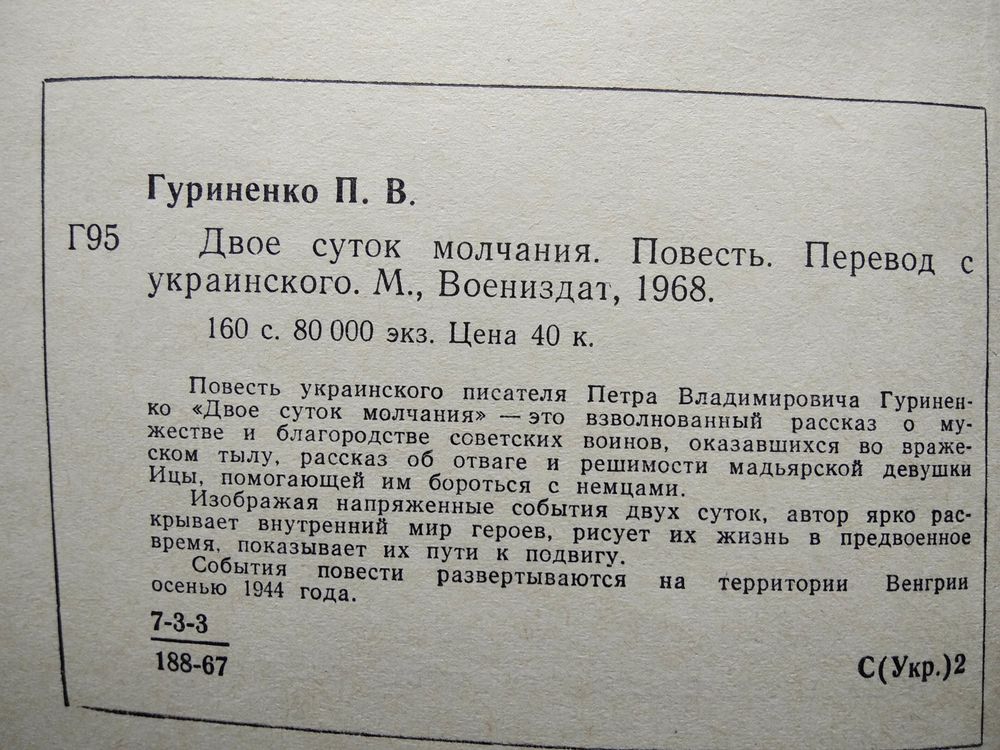 Гуриненко П. В.
Г95 Двое суток молчания. Повесть. Перевод с
украинского. М., Воениздат, 1968.
160 с. 80 000 экз. Цена 40 к.
Повесть украинского писателя Петра Владимировича Гуринен-
ко «Двое суток молчания» — это взволнованный рассказ о му-
жестве и благородстве советских воинов, оказавшихся во враже-
ском тылу, рассказ об отваге и решимости мадьярской девушки
Ицы, помогающей им бороться с немцами.
Изображая напряженные события двух суток, автор ярко рас-
крывает внутренний мир героев, рисует их жизнь в предвоенное
время, показывает их пути к подвигу.
События повести развертываются на территории Венгрии
осенью 1944 года.
7-3-3
188-67
С(Укр.)2